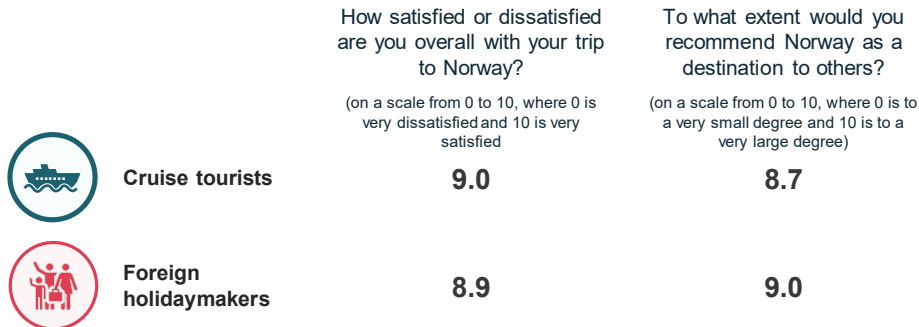 How satisfied or dissatisfied
are you overall with your trip
to Norway?
(on a scale from 0 to 10, where 0 is
very dissatisfied and 10 is very
satisfied
To what extent would you
recommend Norway as a
destination to others?
(on a scale from 0 to 10, where 0 is to
a very small degree and 10 is to a
very large degree)
Cruise tourists
9.0
8.7
Foreign
holidaymakers
8.9
9.0